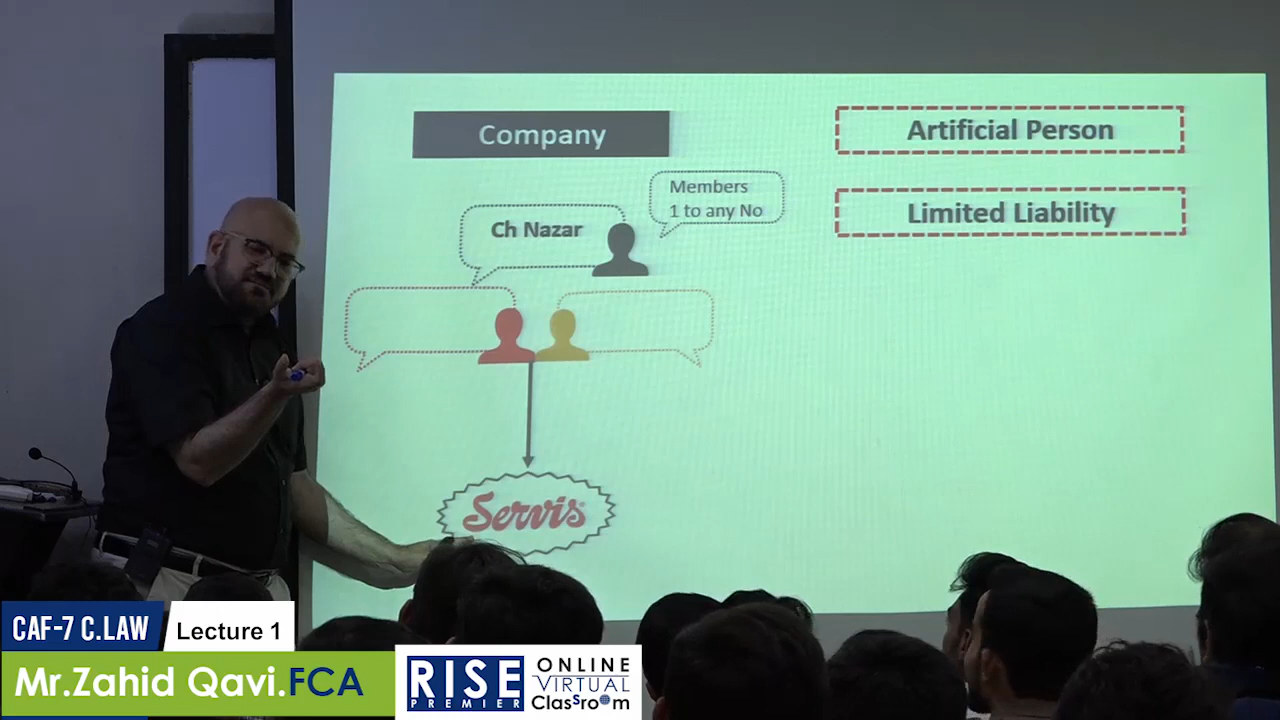 Company
Artificial Person
Members
1 to any No
Limited Liability
Ch Nazar
Servis
CAF-7 C.LAW
Lecture 1
Mr.Zahid Qavi.FCA
RISE
PREMIER
ONLINE
VIRTUAL
ClassrooM